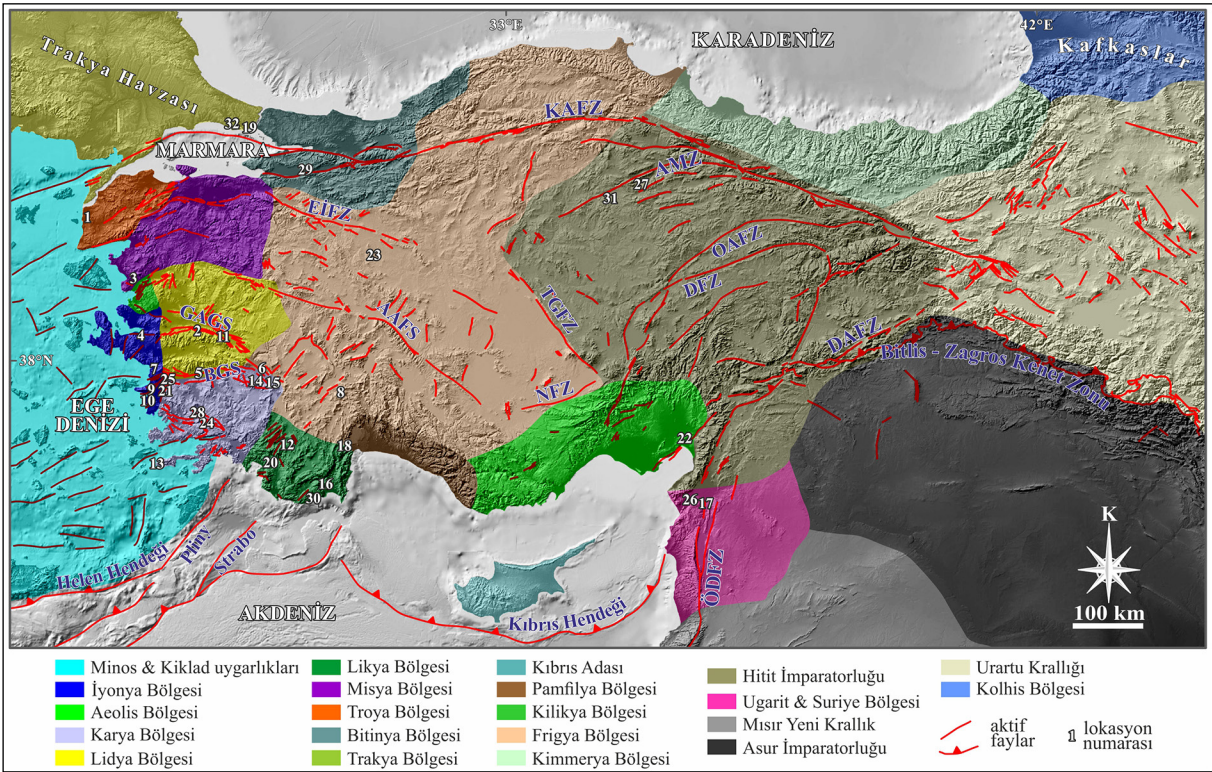 33°E
42°E
KARADENİZ
Kafkaslar
Trakya Havzası
32
19
KAFZ
MARMARA
29
AMZ
27
31
1
EİFZ
23
OAFZ
DFZ
3
TGFZ
GAGS
2
11
AAFS
4
DAFZ
38°N
Bitlis - Zagros Kenet Zonu
7
5
BGS
6
25
14
15
9
21
8
NFZ
10
EGE
DENİZİ
28
24
12
18
22
13
20
16
30
26
17
K
Helen Hendeği
Pliny
Strabo
ÖDFZ
100 km
AKDENİZ
Kıbrıs Hendeği
Minos & Kiklad uygarlıkları
İyonya Bölgesi
Aeolis Bölgesi
Karya Bölgesi
Lidya Bölgesi
Likya Bölgesi
Misya Bölgesi
Troya Bölgesi
Bitinya Bölgesi
Trakya Bölgesi
Kıbrıs Adası
Pamfilya Bölgesi
Kilikya Bölgesi
Frigya Bölgesi
Kimmerya Bölgesi
Hitit İmparatorluğu
Ugarit & Suriye Bölgesi
Mısır Yeni Krallık
Asur İmparatorluğu
Urartu Krallığı
Kolhis Bölgesi
aktif
faylar
1 lokasyon
numarası